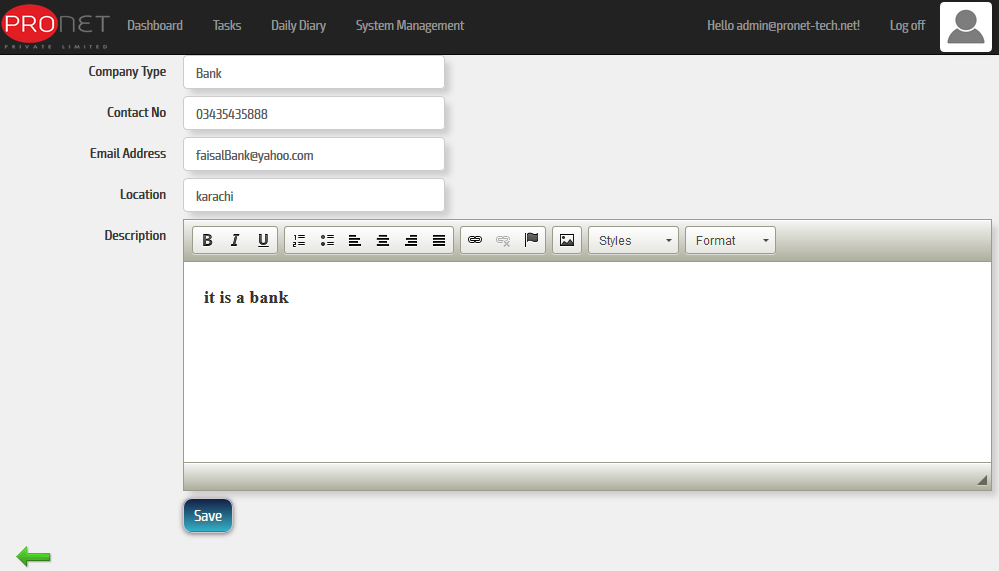 PRONET
PRIVATE LIMITED
Dashboard Tasks Daily Diary System Management Hello admin@pronet-tech.net! Log off
Company Type Bank
Contact No 03435435888
Email Address faisalBank@yahoo.com
Location karachi
Description B I U Styles Format
it is a bank
Save